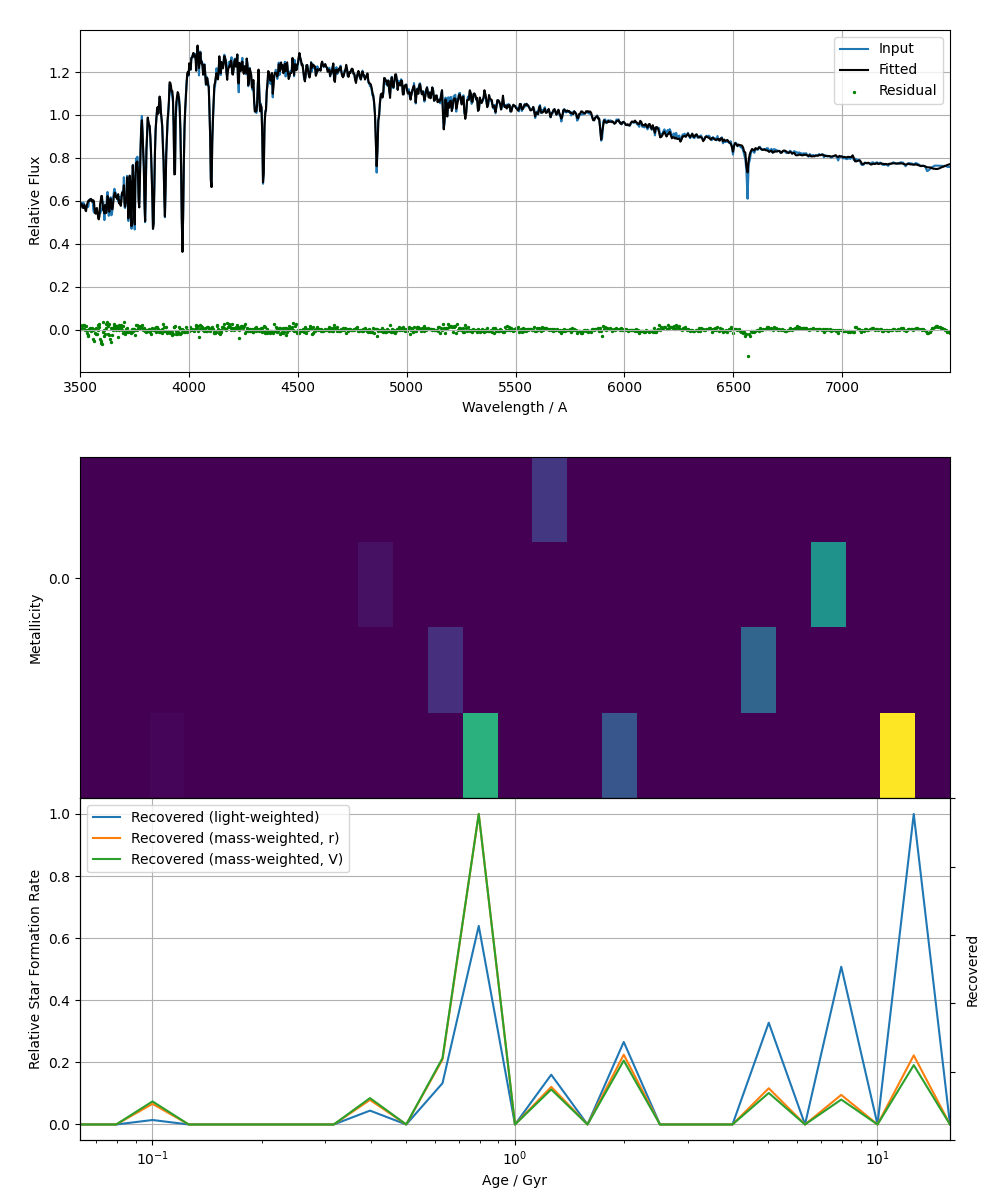 1.2
1.0
0.8
0.6
0.4
0.2
0.0
Relative Flux
Input
Fitted
Residual
3500 4000 4500 5000 5500 6000 6500 7000
Wavelength / A
0.0
Metallicity
1.0
0.8
0.6
0.4
0.2
0.0
Relative Star Formation Rate
Recovered (light-weighted)
Recovered (mass-weighted, r)
Recovered (mass-weighted, V)
Recovered
10⁻¹ 10⁰ 10¹
Age / Gyr